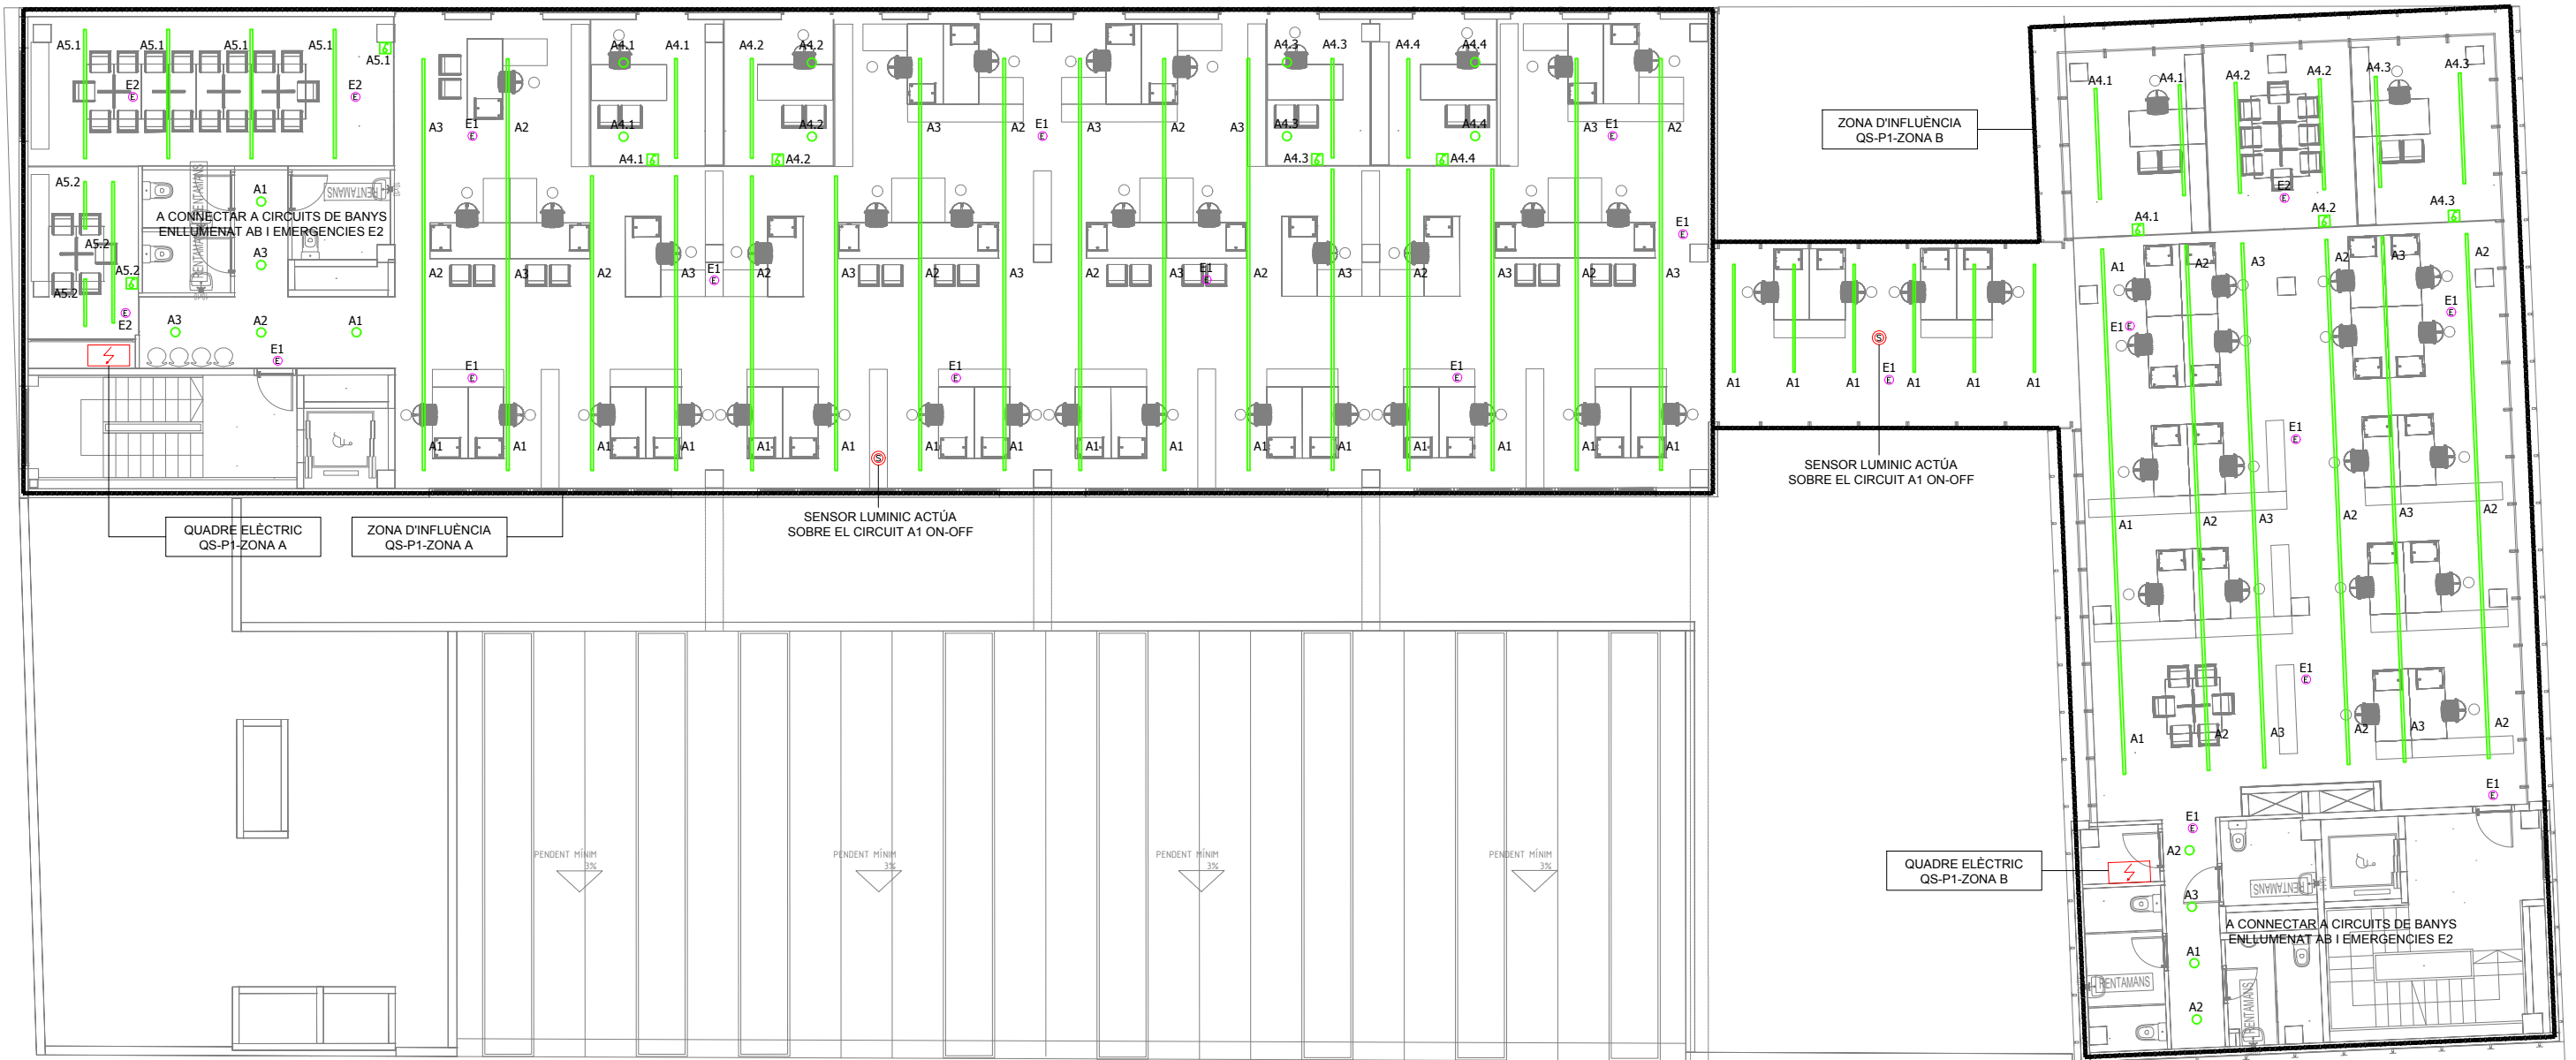 A5.1 A5.1 A5.1 A5.1
A5.1
E2 E2
A5.2
A5.2
A5.2
A5.2
E2
A1
A CONNECTAR A CIRCUITS DE BANYS
ENLLUMENAT AB I EMERGENCIES E2
RENTAMANS
RENTAMANS
RENTAMANS
A3
A3 A2 A1
E1
A4.1 A4.1 A4.2 A4.2 A4.3 A4.3 A4.4 A4.4
A3 E1 A2 A4.1 A4.2 A3 A2 E1 A3 A2 A3 A4.3 A4.4 A3 E1 A2
A4.1 A4.2 A4.3 A4.4
E1
A2 A3 A2 A3 E1 A2 A3 A2 A3 A2 A3 E1 A2 A3 A2 A3 A2 A3
E1 E1 E1
A1 A1 A1 A1 A1 A1 A1 A1 A1 A1 A1 A1 A1 A1 A1 A1
QUADRE ELÈCTRIC
QS-P1-ZONA A
ZONA D'INFLUÈNCIA
QS-P1-ZONA A
SENSOR LUMINIC ACTÚA
SOBRE EL CIRCUIT A1 ON-OFF
ZONA D'INFLUÈNCIA
QS-P1-ZONA B
S
E1
A1 A1 A1 A1 A1 A1
SENSOR LUMINIC ACTÚA
SOBRE EL CIRCUIT A1 ON-OFF
A4.1 A4.1 A4.2 A4.2 A4.3 A4.3
E2
A4.1 A4.2 A4.3
A1 A2 A3 A2 A3 A2
E1 E1
E1
A1 A2 A3 A2 A3 A2
E1
A1 A2 A3 A2 A3 A2
E1
E1
A2
A3
A1
A2
QUADRE ELÈCTRIC
QS-P1-ZONA B
RENTAMANS
A CONNECTAR A CIRCUITS DE BANYS
ENLLUMENAT AB I EMERGENCIES E2
RENTAMANS
RENTAMANS
PENDENT MÍNIM
3%
PENDENT MÍNIM
3%
PENDENT MÍNIM
3%
PENDENT MÍNIM
3%